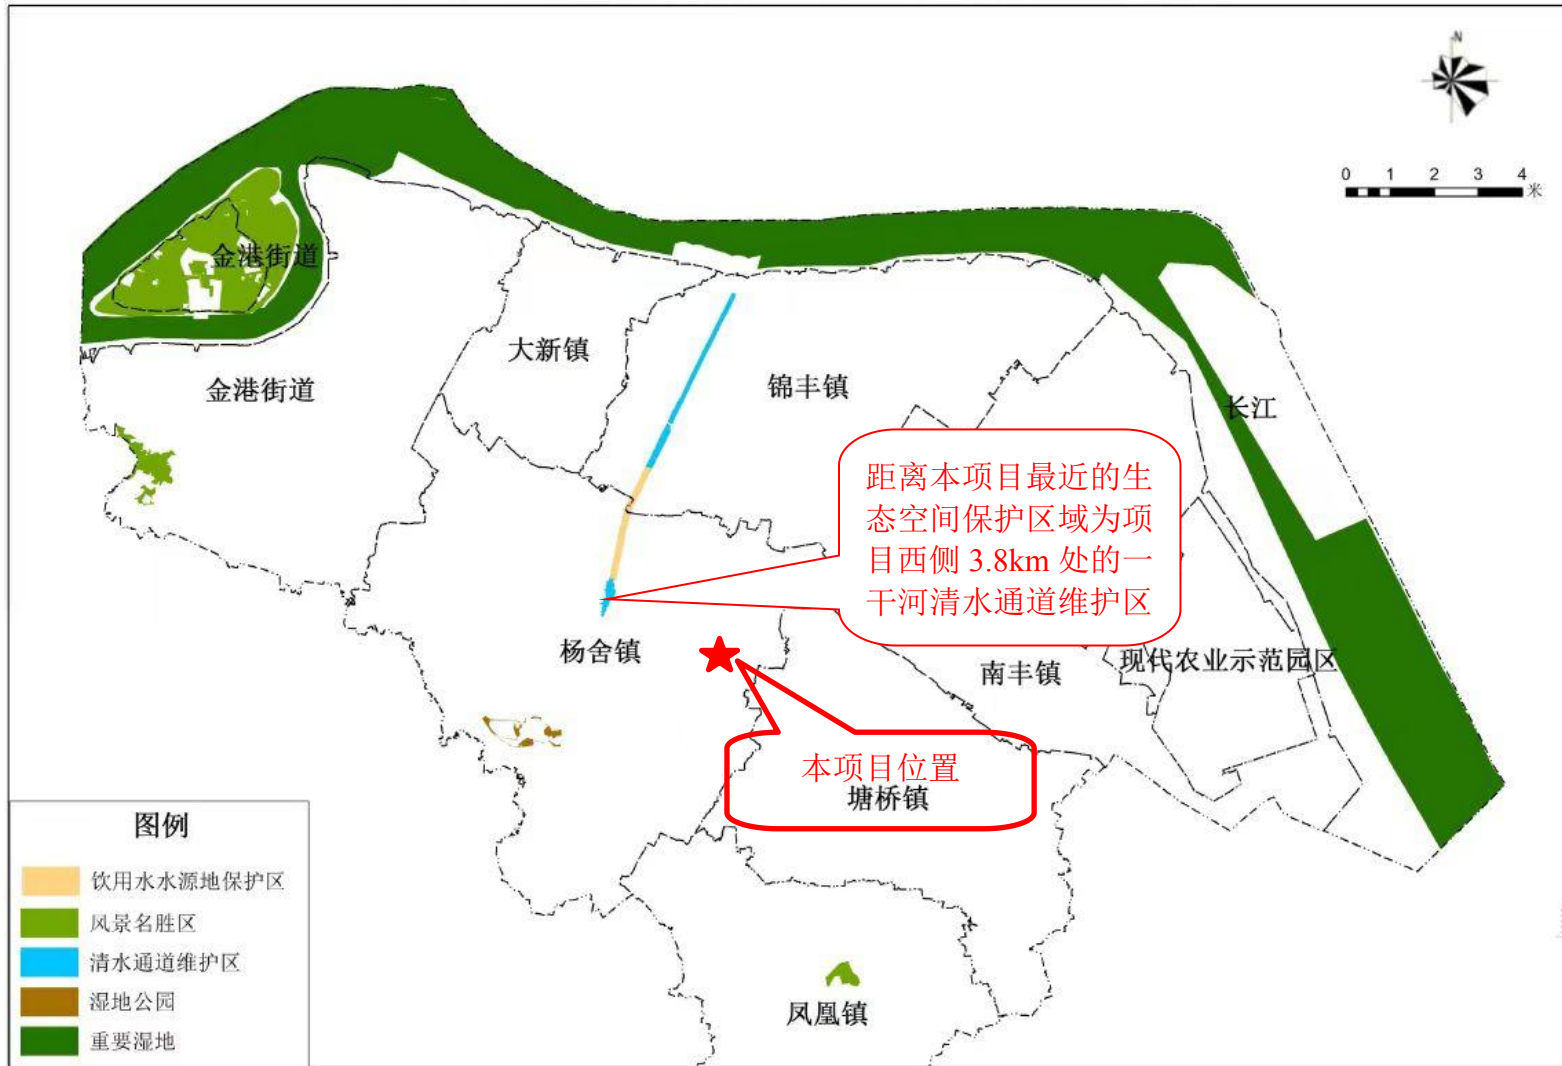 N
0 1 2 3 4
米
金港街道
大新镇
金港街道
锦丰镇
长江
距离本项目最近的生
态空间保护区域为项
目西侧 3.8km 处的一
干河清水通道维护区
杨舍镇
南丰镇
现代农业示范园区
本项目位置
塘桥镇
凤凰镇
图例
饮用水水源地保护区
风景名胜区
清水通道维护区
湿地公园
重要湿地